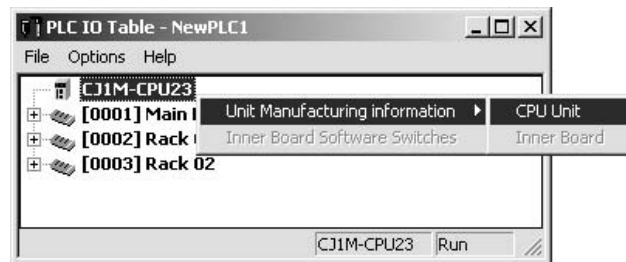 PLC IO Table - NewPLC1
File Options Help
CJ1M-CPU23
[0001] Main
Unit Manufacturing information
CPU Unit
[0002] Rack
Inner Board Software Switches
Inner Board
[0003] Rack 02
CJ1M-CPU23 Run